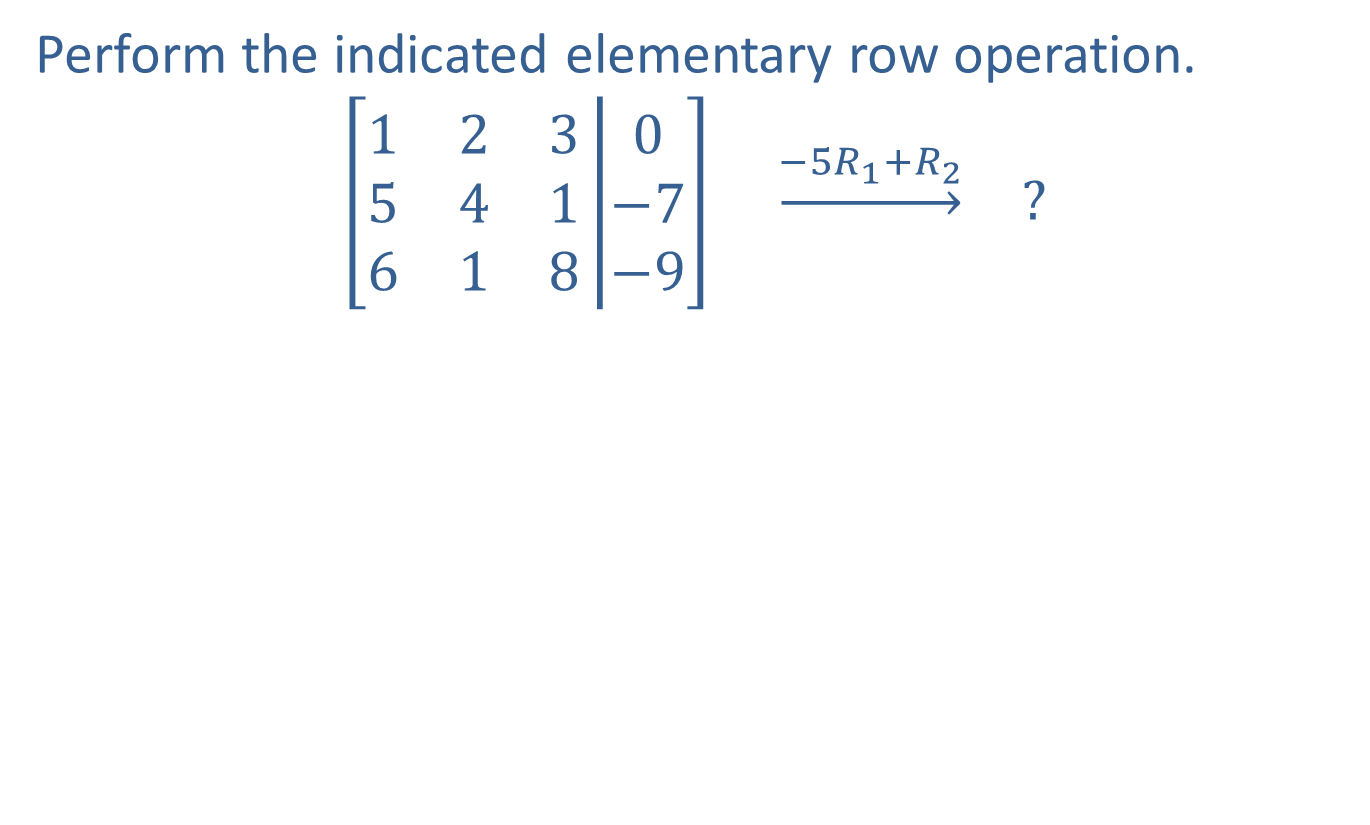 Perform the indicated elementary row operation.
1 2 3 0
−5R₁+R₂
5 4 1 −7 ?
6 1 8 −9